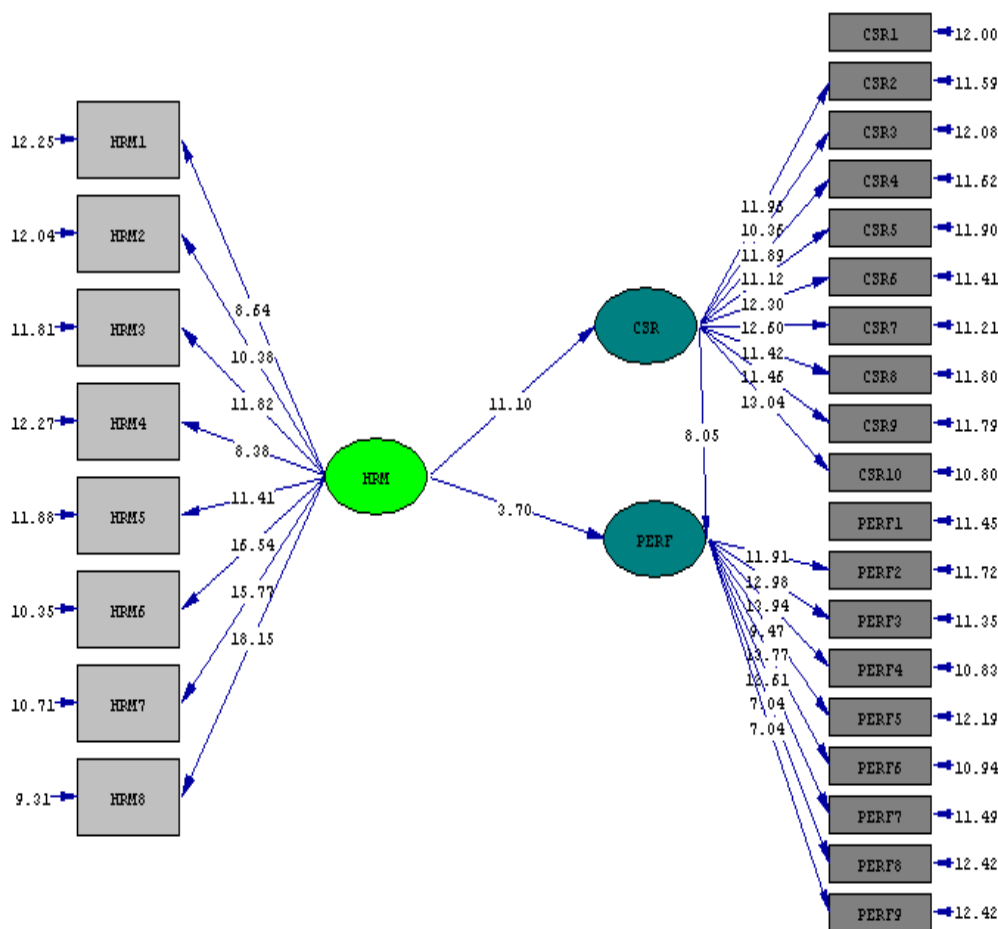 12.25 HRM1
12.04 HRM2
11.81 HRM3
12.27 HRM4
11.88 HRM5
10.35 HRM6
10.71 HRM7
9.31 HRM8
8.64
10.38
11.82
8.38
11.41
16.54
15.77
18.15
HRM
11.10
3.70
CSR
8.05
PERF
11.96
10.36
11.89
11.12
12.30
12.60
11.42
11.46
13.04
11.91
12.98
13.94
9.47
13.77
12.61
7.04
7.04
CSR1 12.00
CSR2 11.59
CSR3 12.08
CSR4 11.62
CSR5 11.90
CSR6 11.41
CSR7 11.21
CSR8 11.80
CSR9 11.79
CSR10 10.80
PERF1 11.45
PERF2 11.72
PERF3 11.35
PERF4 10.83
PERF5 12.19
PERF6 10.94
PERF7 11.49
PERF8 12.42
PERF9 12.42